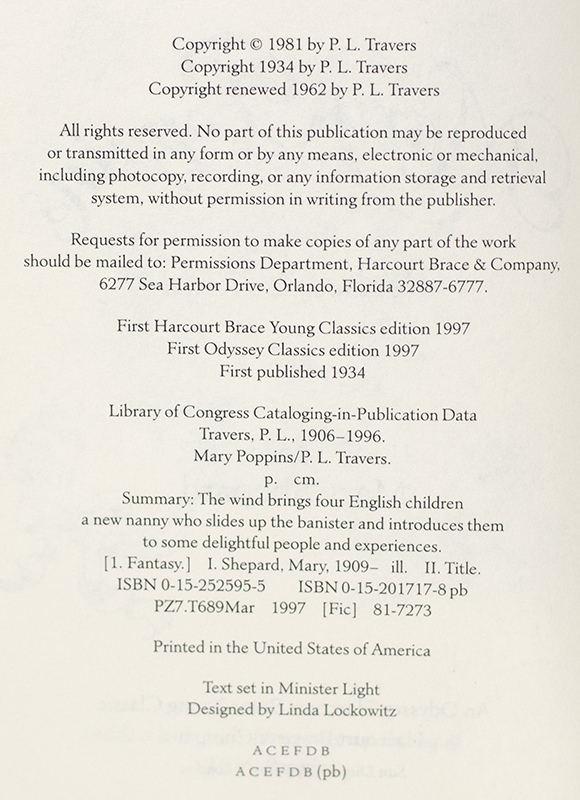 Copyright © 1981 by P. L. Travers
Copyright 1934 by P. L. Travers
Copyright renewed 1962 by P. L. Travers
All rights reserved. No part of this publication may be reproduced
or transmitted in any form or by any means, electronic or mechanical,
including photocopy, recording, or any information storage and retrieval
system, without permission in writing from the publisher.
Requests for permission to make copies of any part of the work
should be mailed to: Permissions Department, Harcourt Brace & Company,
6277 Sea Harbor Drive, Orlando, Florida 32887-6777.
First Harcourt Brace Young Classics edition 1997
First Odyssey Classics edition 1997
First published 1934
Library of Congress Cataloging-in-Publication Data
Travers, P. L., 1906–1996.
Mary Poppins/P. L. Travers.
p. cm.
Summary: The wind brings four English children
a new nanny who slides up the banister and introduces them
to some delightful people and experiences.
[1. Fantasy.] I. Shepard, Mary, 1909– ill. II. Title.
ISBN 0-15-252595-5 ISBN 0-15-201717-8 pb
PZ7.T689Mar 1997 [Fic] 81-7273
Printed in the United States of America
Text set in Minister Light
Designed by Linda Lockowitz
A C E F D B
A C E F D B (pb)